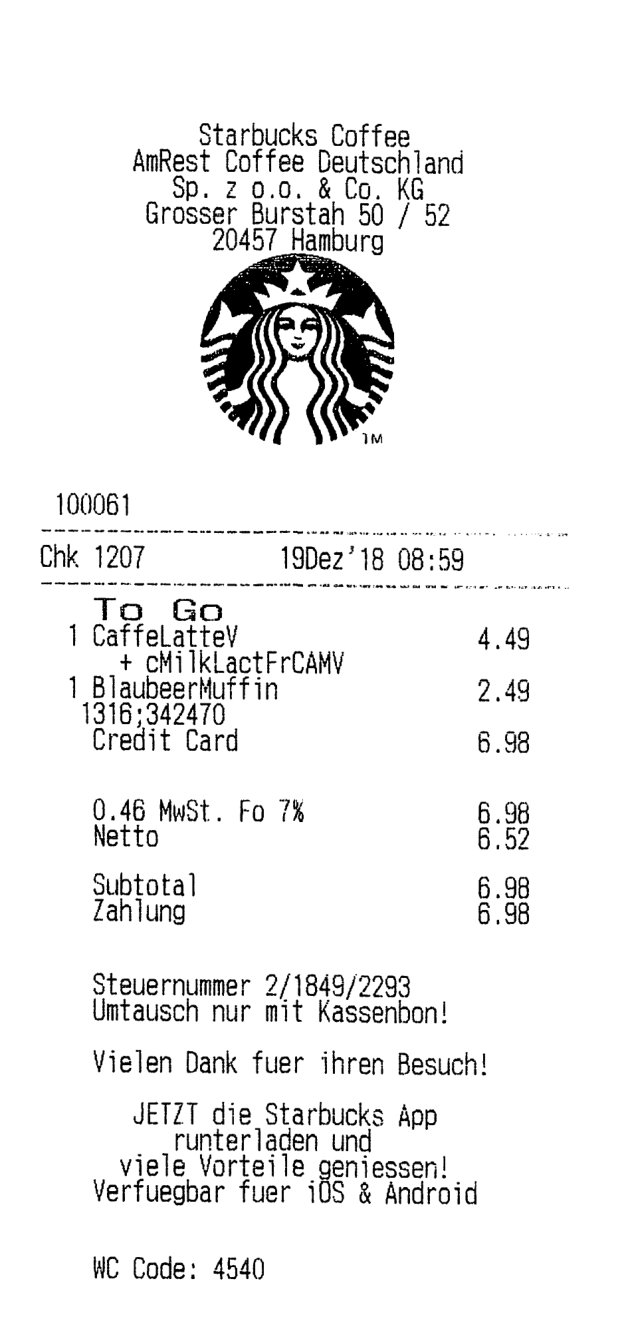 Starbucks Coffee
AmRest Coffee Deutschland
Sp. z o.o. & Co. KG
Grosser Burstah 50 / 52
20457 Hamburg
TM
100061
Chk 1207 19Dez'18 08:59
To Go
1 CaffeLatteV 4.49
+ cMilkLactFrCAMV
1 BlaubeerMuffin 2.49
1316;342470
Credit Card 6.98
0.46 MwSt. Fo 7% 6.98
Netto 6.52
Subtotal 6.98
Zahlung 6.98
Steuernummer 2/1849/2293
Umtausch nur mit Kassenbon!
Vielen Dank fuer ihren Besuch!
JETZT die Starbucks App
runterladen und
viele Vorteile geniessen!
Verfuegbar fuer iOS & Android
WC Code: 4540